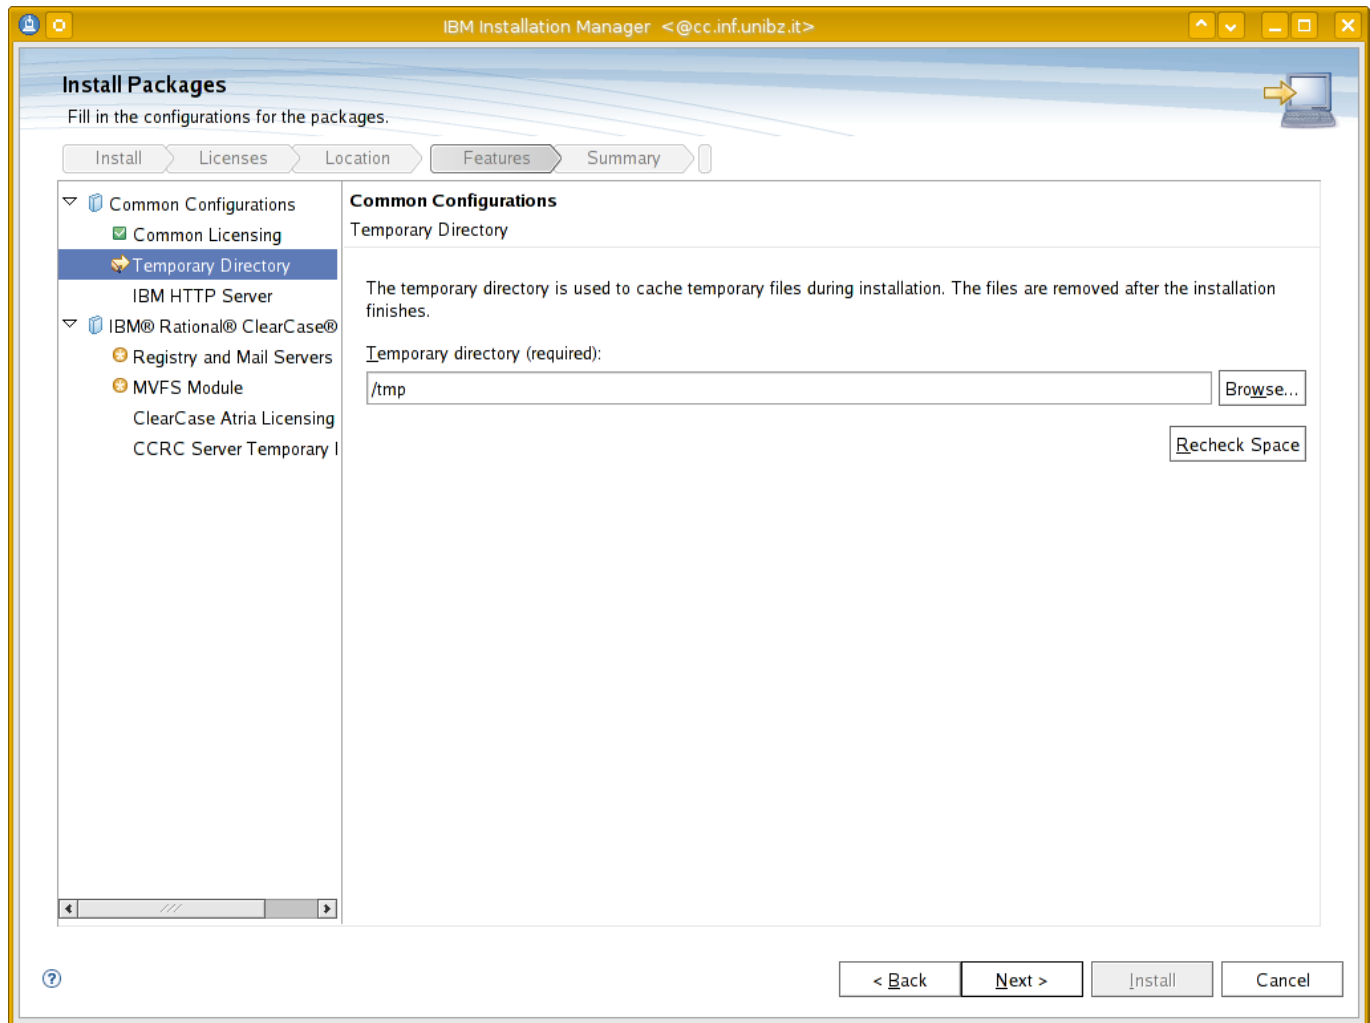 IBM Installation Manager <@cc.inf.unibz.it>
Install Packages
Fill in the configurations for the packages.
Install Licenses Location Features Summary
Common Configurations
Common Licensing
Temporary Directory
IBM HTTP Server
IBM® Rational® ClearCase®
Registry and Mail Servers
MVFS Module
ClearCase Atria Licensing
CCRC Server Temporary
Common Configurations
Temporary Directory
The temporary directory is used to cache temporary files during installation. The files are removed after the installation
finishes.
Temporary directory (required):
/tmp
Browse...
Recheck Space
?
< Back Next > Install Cancel